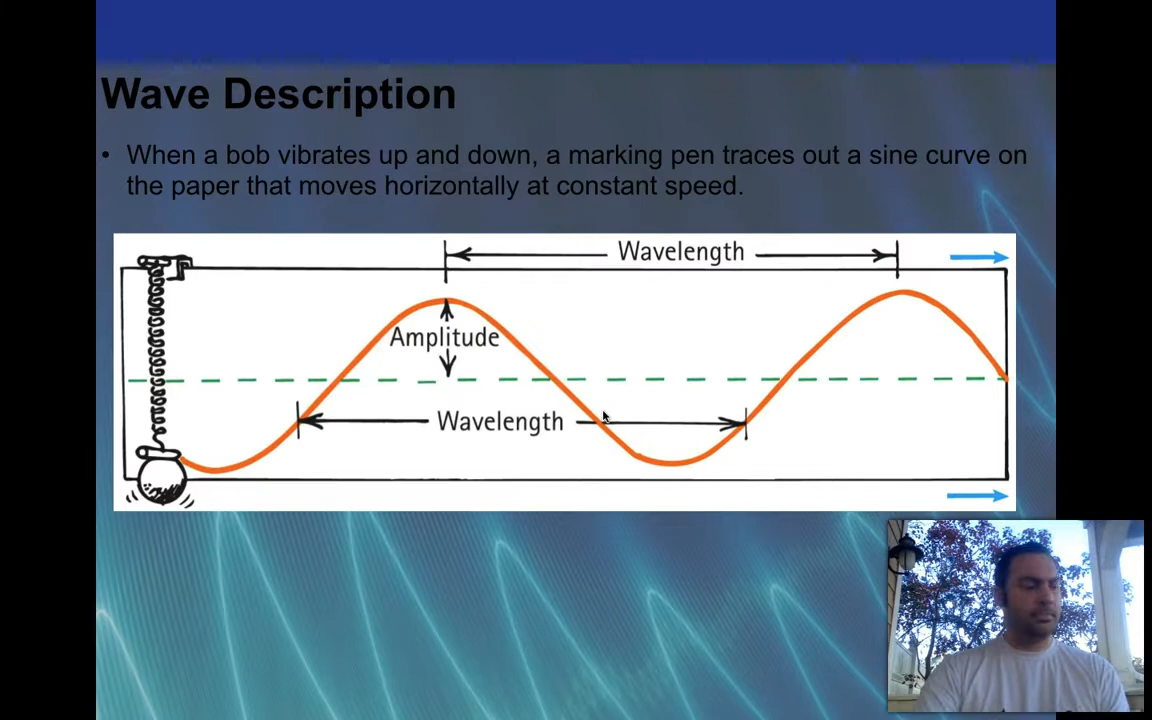 Wave Description
• When a bob vibrates up and down, a marking pen traces out a sine curve on
the paper that moves horizontally at constant speed.
Wavelength
Amplitude
Wavelength